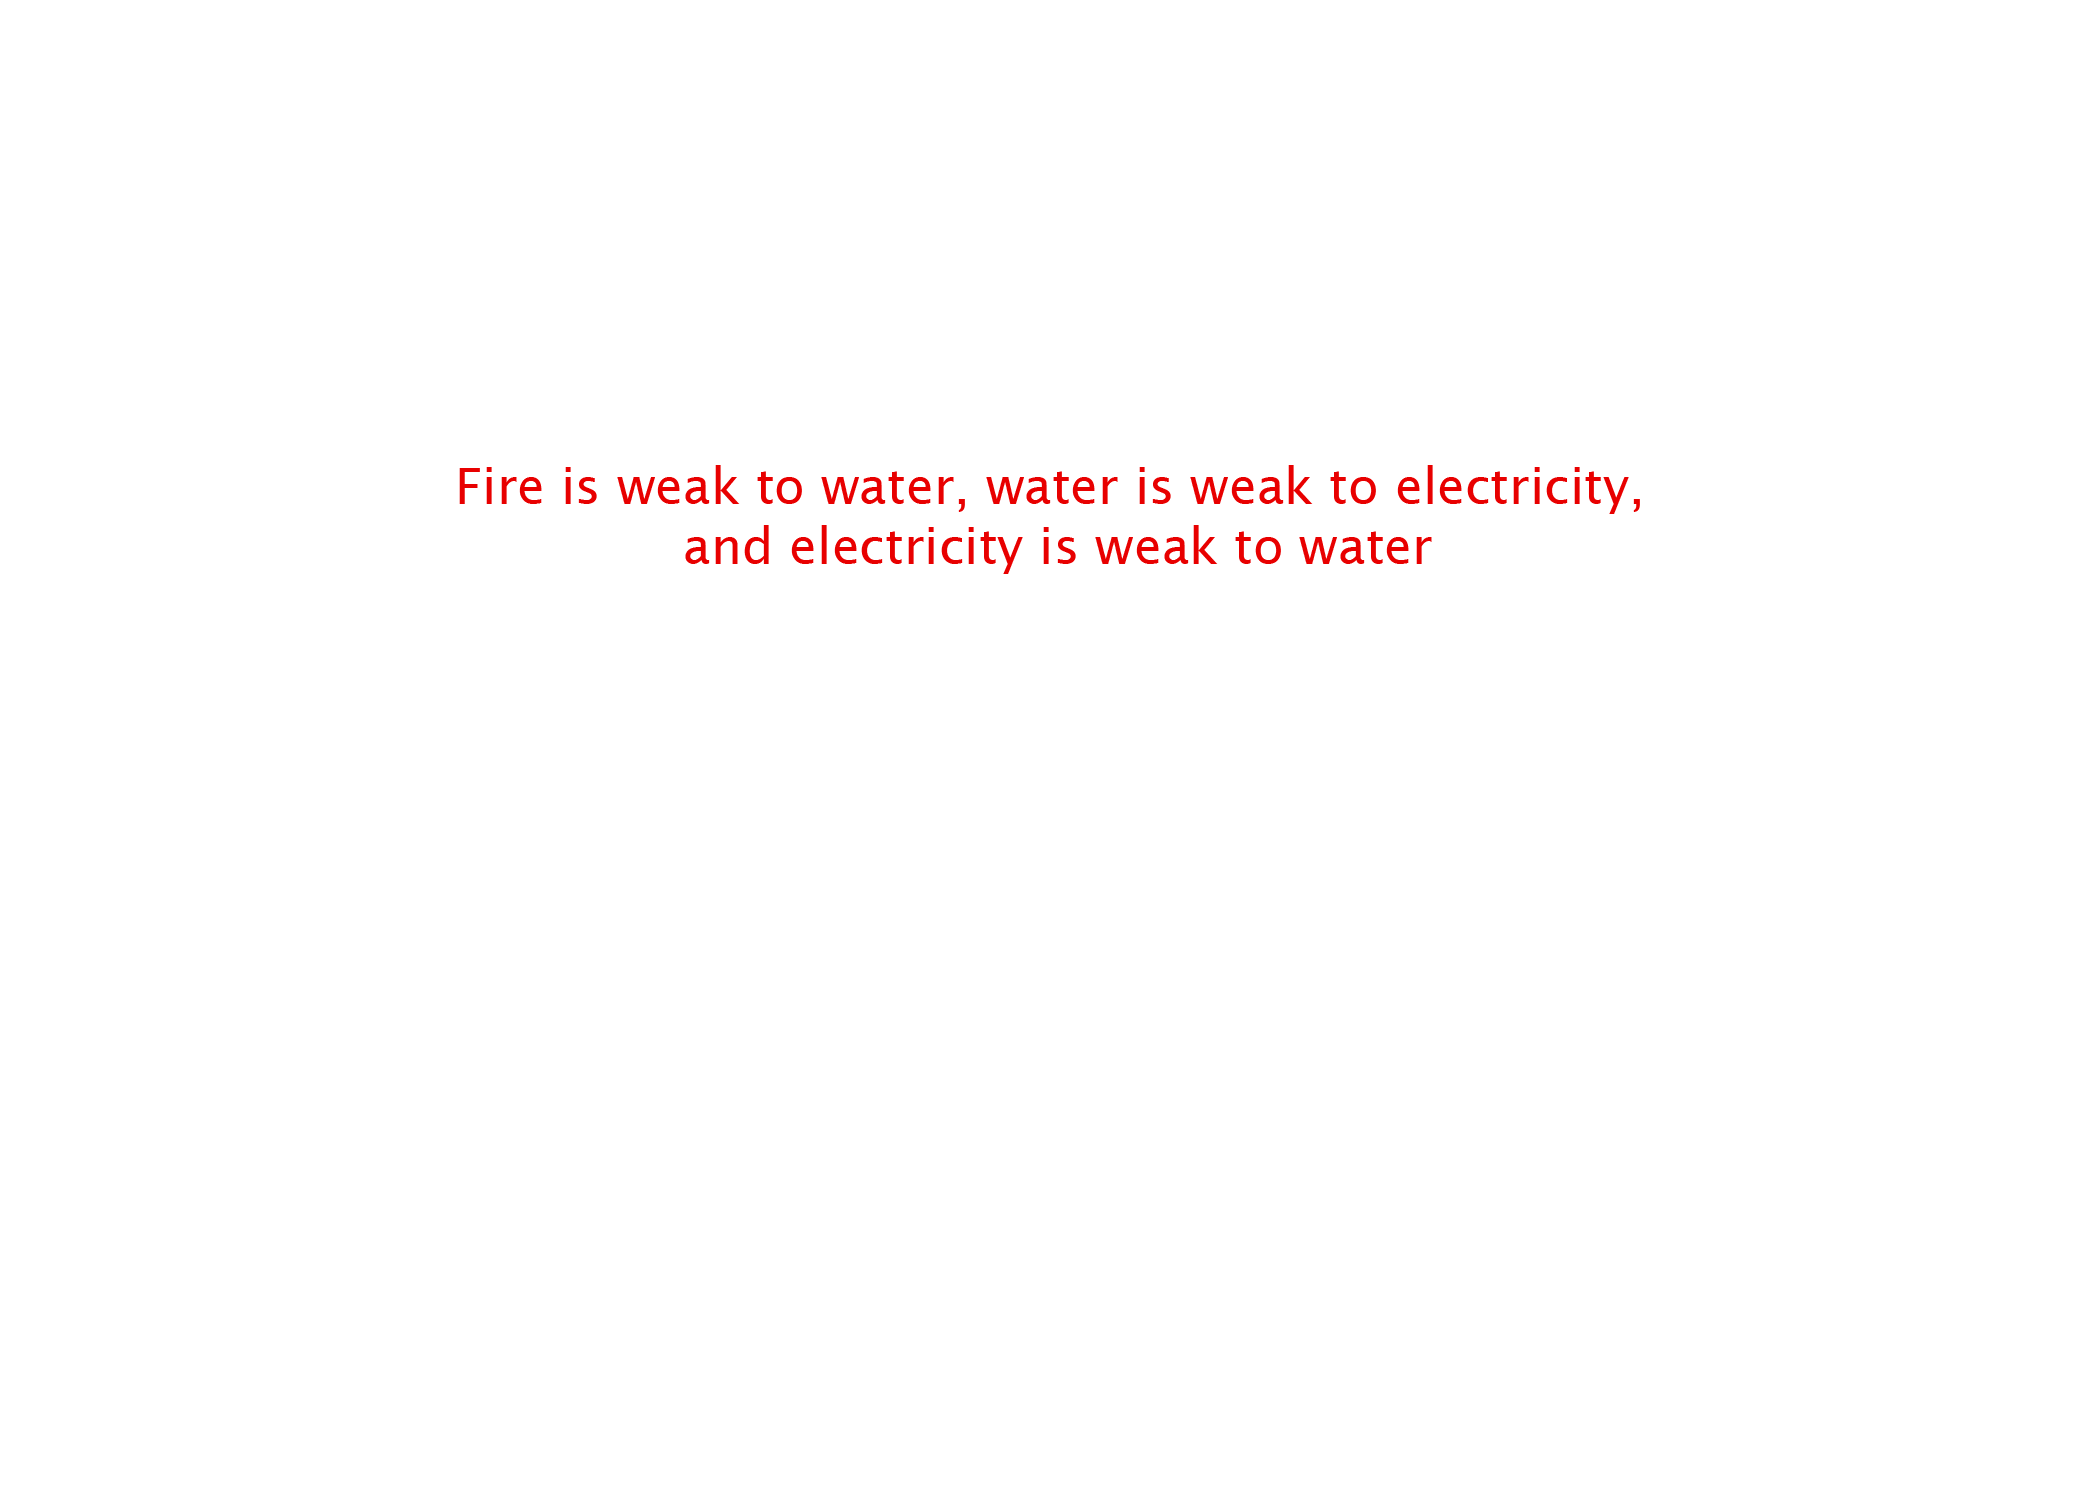 Fire is weak to water, water is weak to electricity,
and electricity is weak to water